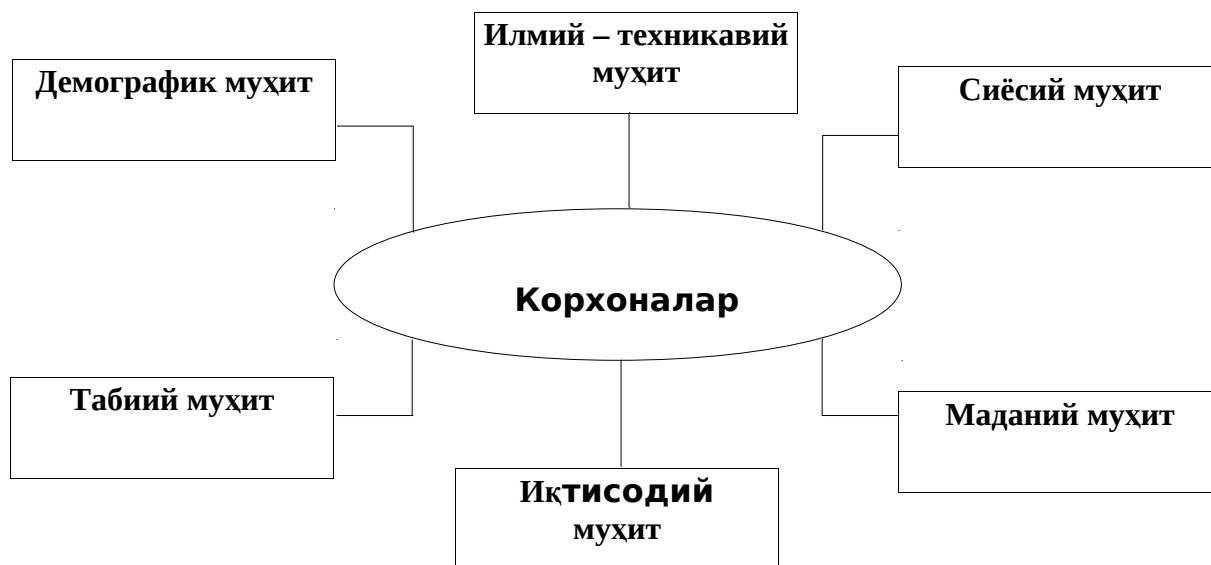 Илмий – техникавий
муҳит
Демографик муҳит
Сиёсий муҳит
Корхоналар
Табиий муҳит
Маданий муҳит
Иқтисодий
муҳит